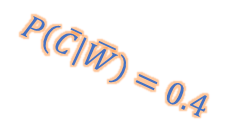 P(C̄|W̄) = 0.4